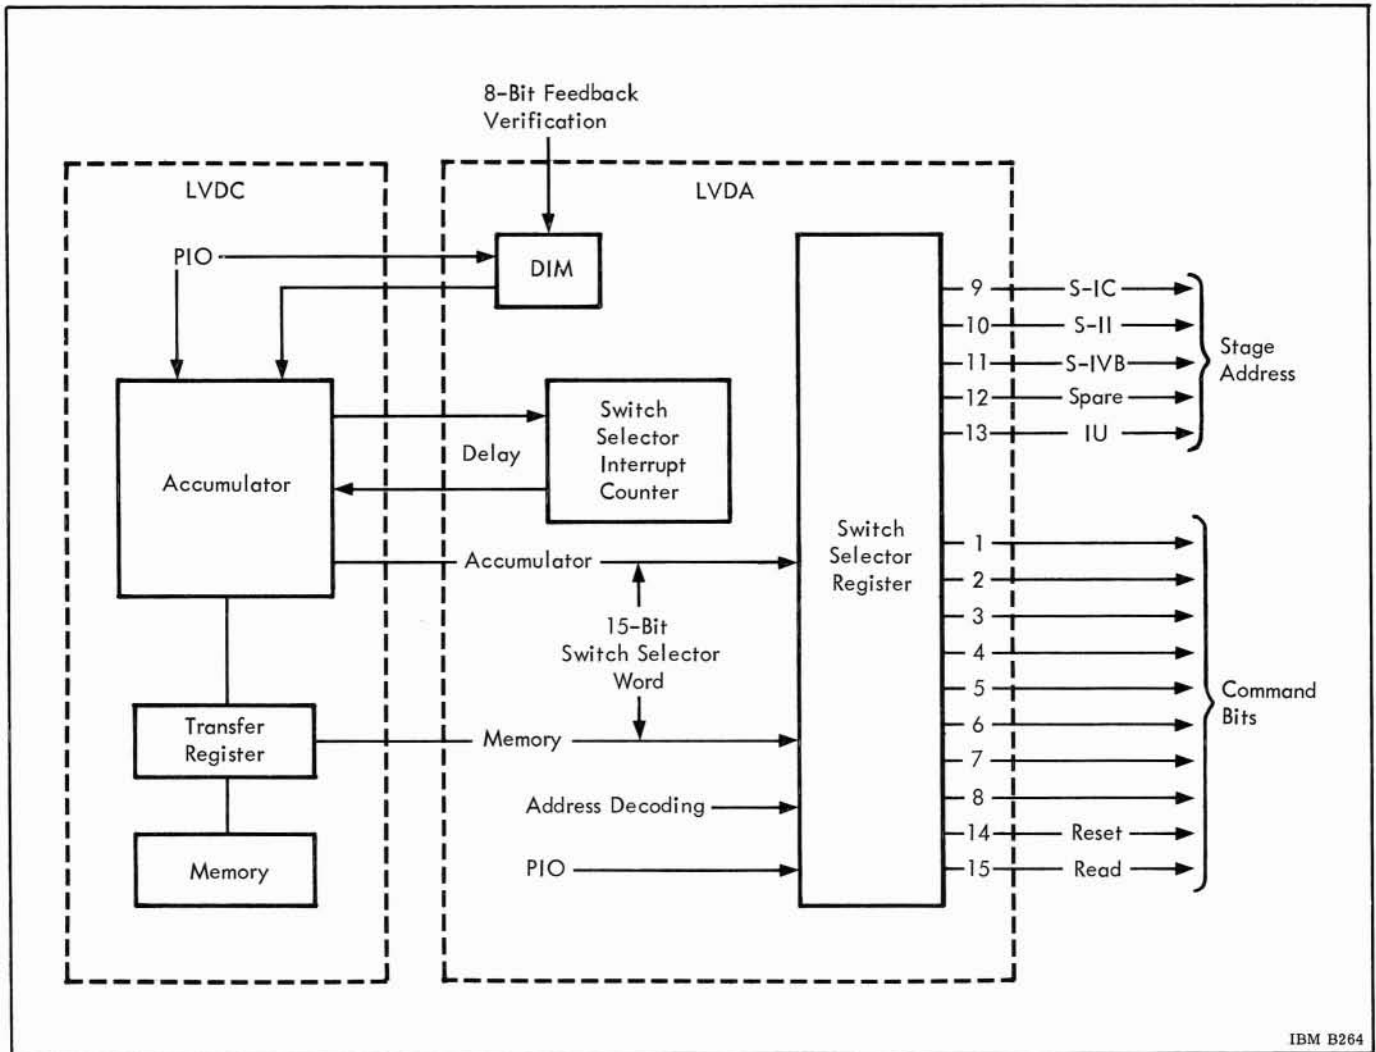 8-Bit Feedback
Verification
LVDC
LVDA
PIO
DIM
9 S-IC
10 S-II
11 S-IVB
12 Spare
13 IU
Stage
Address
Accumulator
Delay
Switch
Selector
Interrupt
Counter
Switch
Selector
Register
Accumulator
15-Bit
Switch Selector
Word
Transfer
Register
Memory
Memory
Address Decoding
PIO
1
2
3
4
5
6
7
8
14 Reset
15 Read
Command
Bits
IBM B264